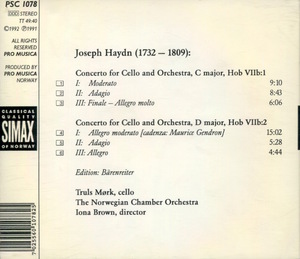 PSC 1078
STEREO
TT 49:40
©1992 ℗1991
ALL RIGHTS
RESERVED
PRO MUSICA
PRODUCED BY
PRO MUSICA
NORWAY
CLASSICAL
QUALITY
SIMAX
OF NORWAY
7025560107825
Joseph Haydn (1732 – 1809):
Concerto for Cello and Orchestra, C major, Hob VIIb:1
1 I: Moderato 9:10
2 II: Adagio 8:43
3 III: Finale – Allegro molto 6:06
Concerto for Cello and Orchestra, D major, Hob VIIb:2
4 I: Allegro moderato [cadenza: Maurice Gendron] 15:02
5 II: Adagio 5:28
6 III: Allegro 4:44
Edition: Bärenreiter
Truls Mørk, cello
The Norwegian Chamber Orchestra
Iona Brown, director